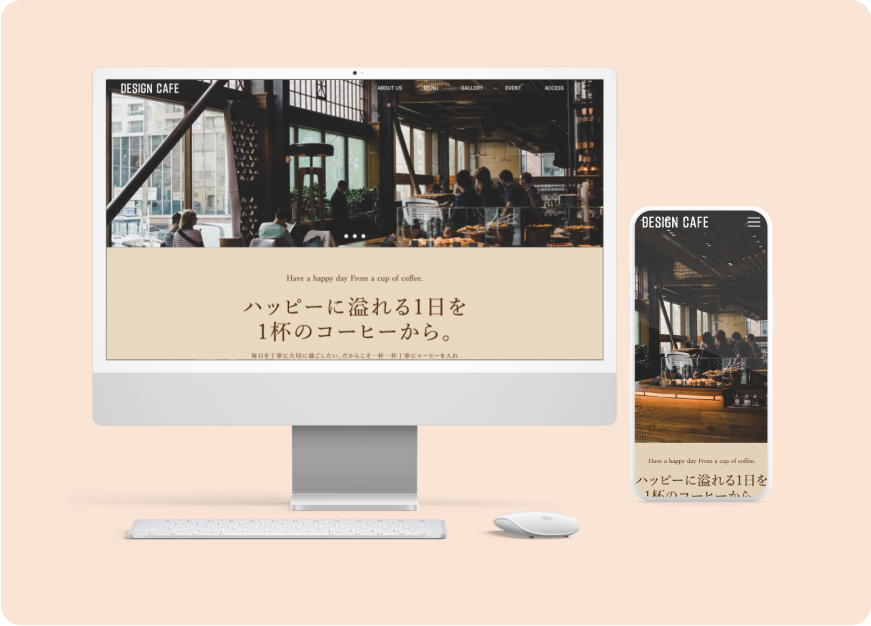 DESIGN CAFE
ABOUT US MENU GALLERY EVENT ACCESS
Have a happy day From a cup of coffee.
ハッピーに溢れる1日を
1杯のコーヒーから。
毎日を丁寧に大切に過ごしたい。だからこそ一杯一杯丁寧にコーヒーを入れ
DESIGN CAFE
Have a happy day From a cup of coffee.
ハッピーに溢れる1日を
1杯のコーヒーから。